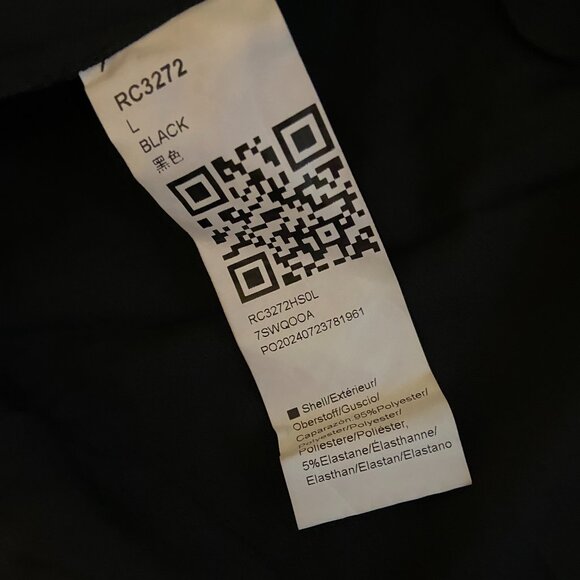 RC3272
L
BLACK
黑色
RC3272HS0L
7SWQOOA
PO20240723781961
Shell/Extérieur/
Oberstoff/Guscio/
Caparazón 95%Polyester/
Polyester/Polyester/
Poliestere/Poliéster,
5%Elastane/Élasthanne/
Elasthan/Elastan/Elastano